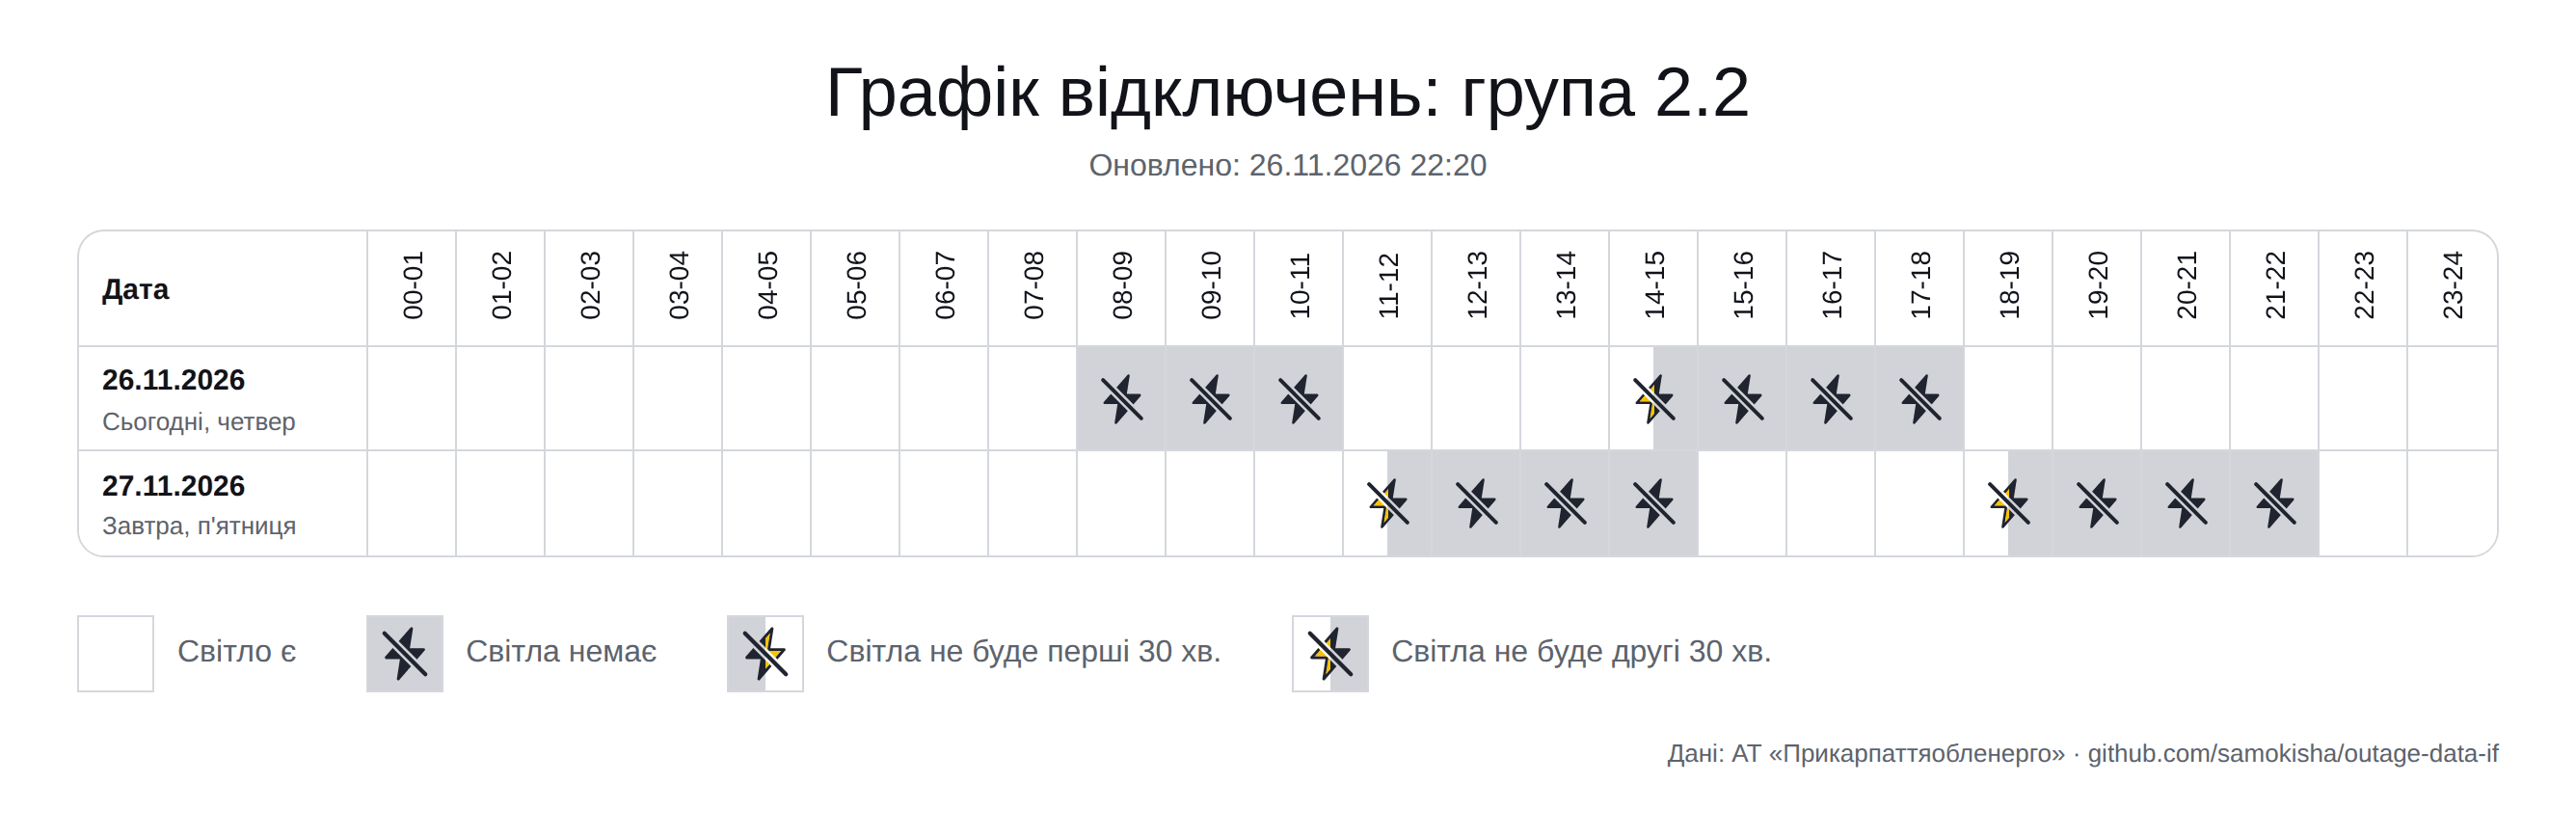 Графік відключень: група 2.2
Оновлено: 26.11.2026 22:20
Дата 00-01 01-02 02-03 03-04 04-05 05-06 06-07 07-08 08-09 09-10 10-11 11-12 12-13 13-14 14-15 15-16 16-17 17-18 18-19 19-20 20-21 21-22 22-23 23-24
26.11.2026
Сьогодні, четвер
27.11.2026
Завтра, п'ятниця
Світло є Світла немає Світла не буде перші 30 хв. Світла не буде другі 30 хв.
Дані: АТ «Прикарпаттяобленерго» · github.com/samokisha/outage-data-if